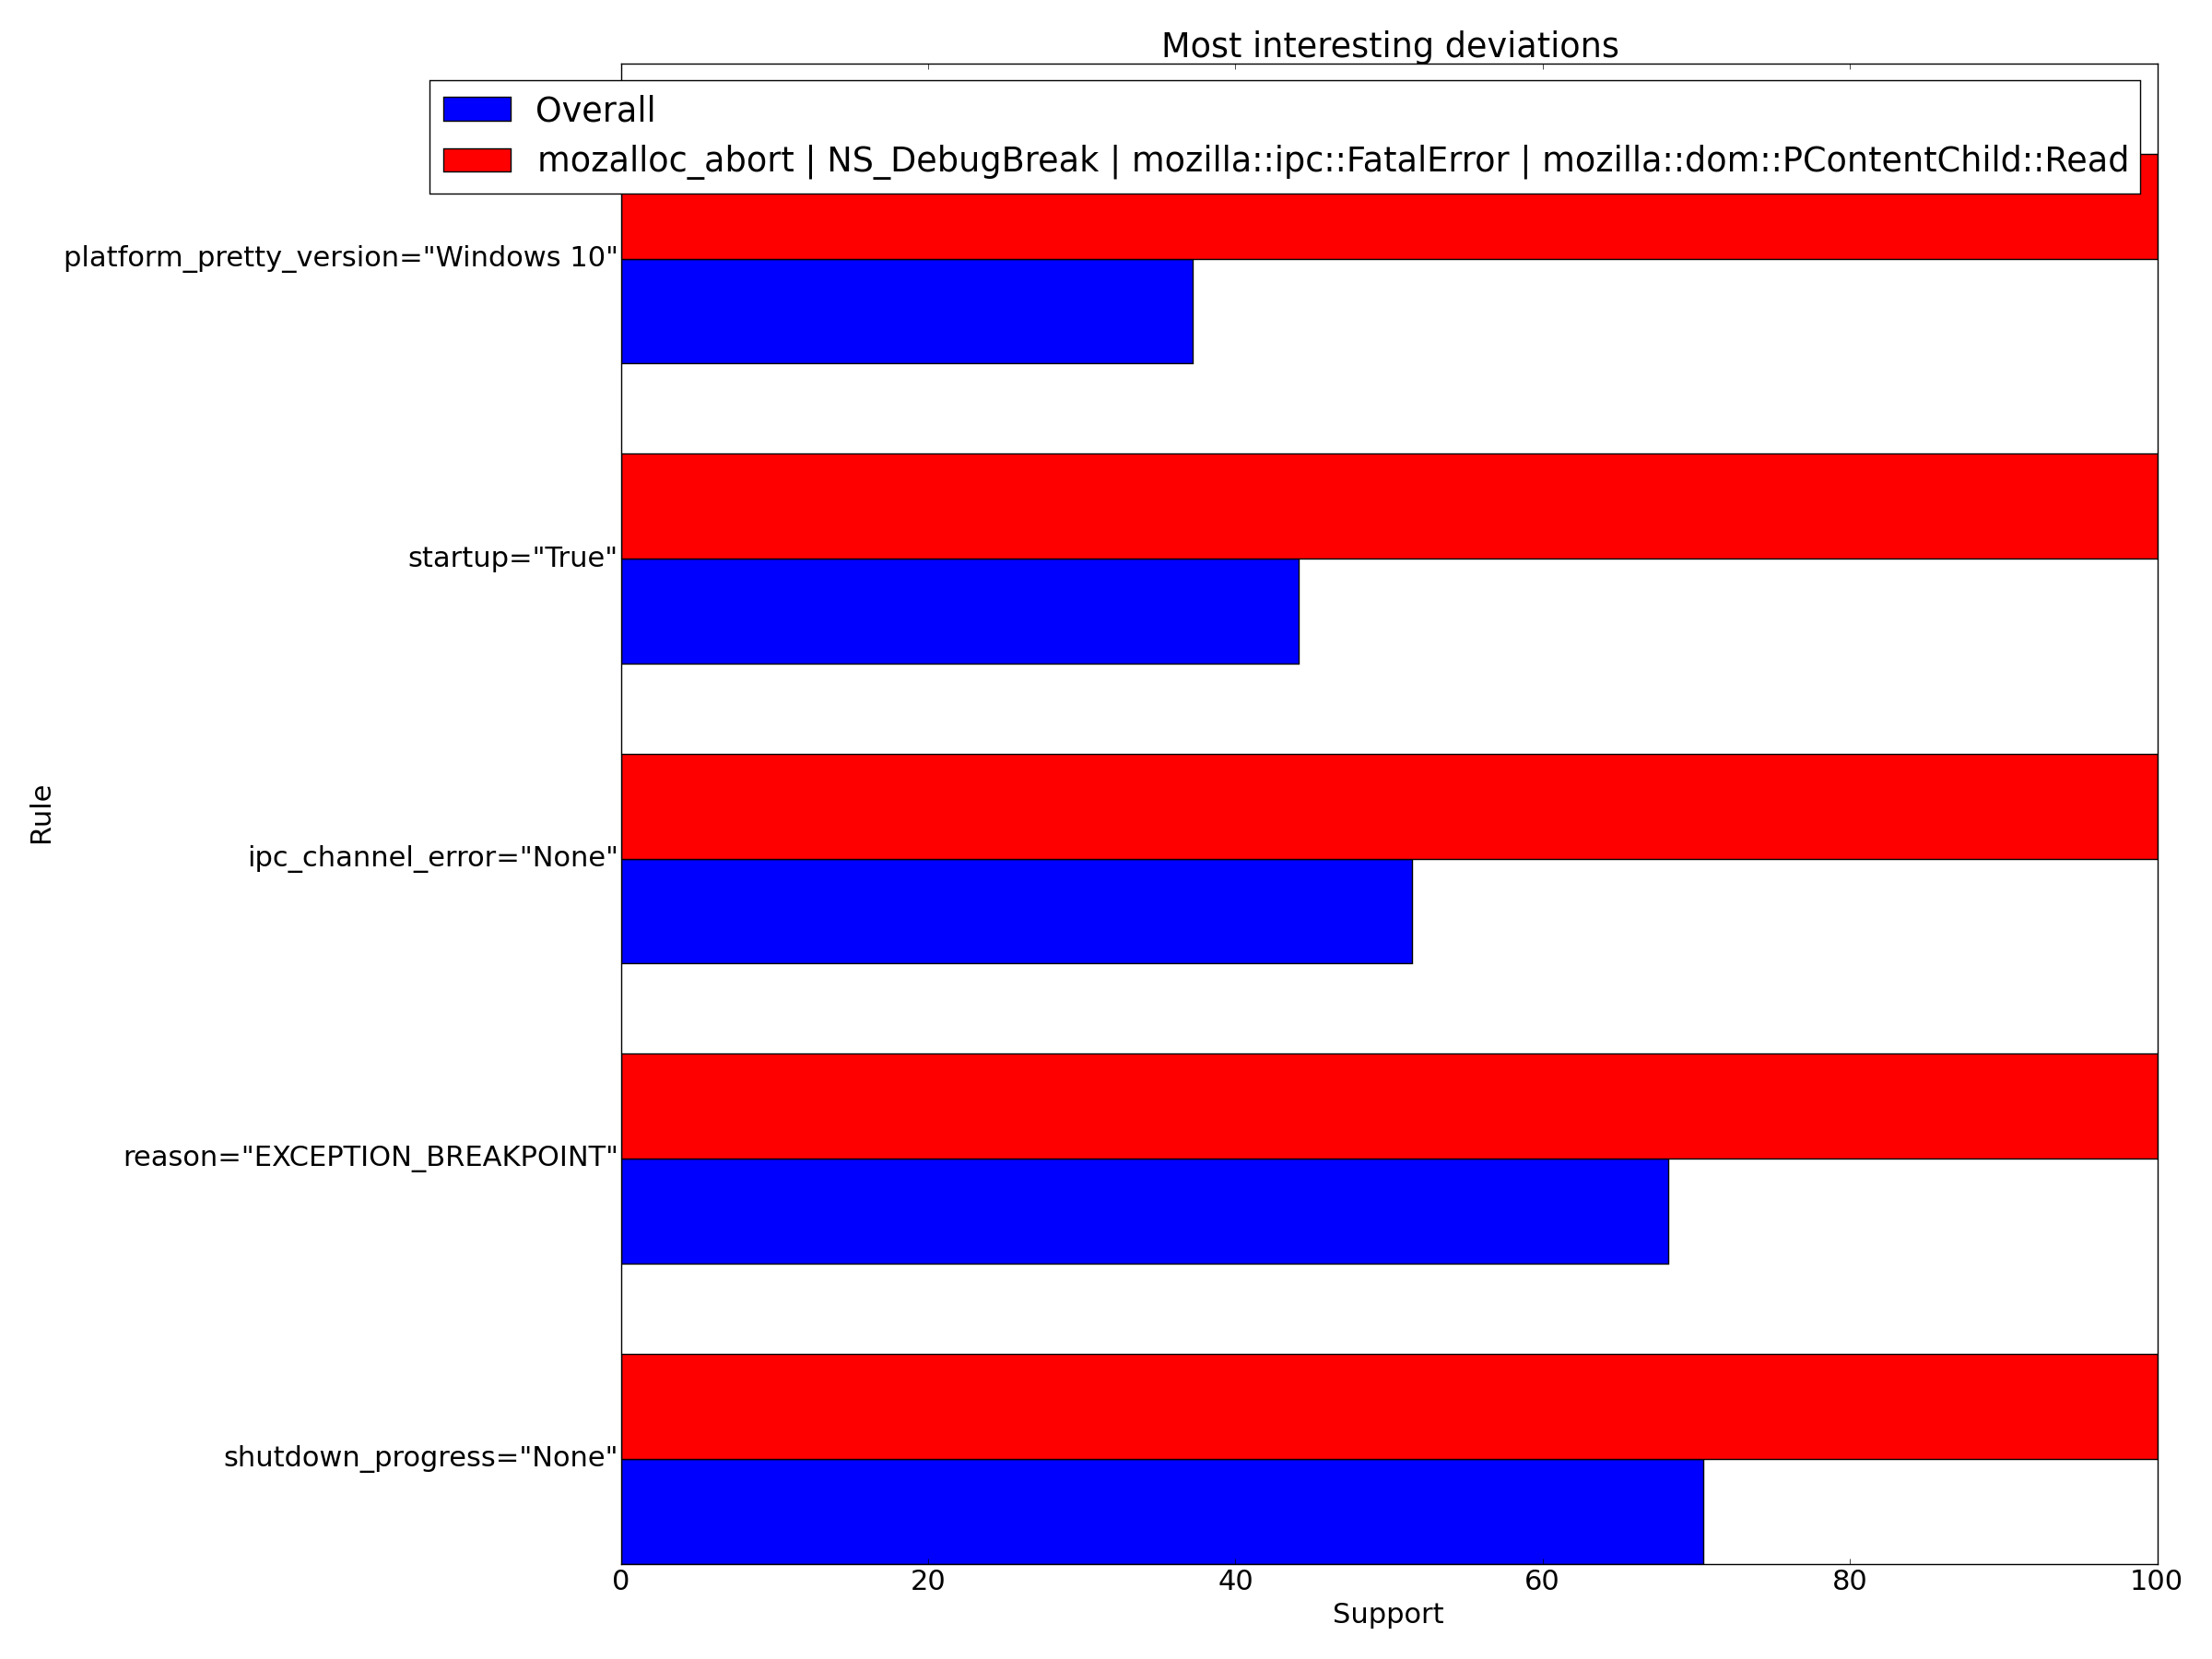 Most interesting deviations
Overall
mozalloc_abort | NS_DebugBreak | mozilla::ipc::FatalError | mozilla::dom::PContentChild::Read
platform_pretty_version="Windows 10"
startup="True"
ipc_channel_error="None"
reason="EXCEPTION_BREAKPOINT"
shutdown_progress="None"
Rule
0 20 40 60 80 100
Support